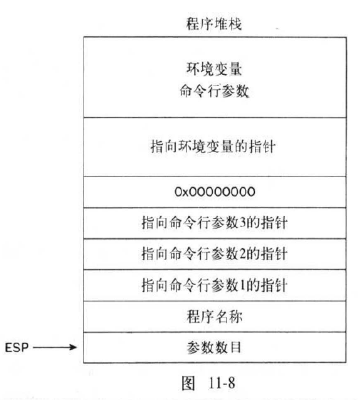 程序堆栈
环境变量
命令行参数
指向环境变量的指针
0x00000000
指向命令行参数3的指针
指向命令行参数2的指针
指向命令行参数1的指针
程序名称
ESP
参数数目
图 11-8